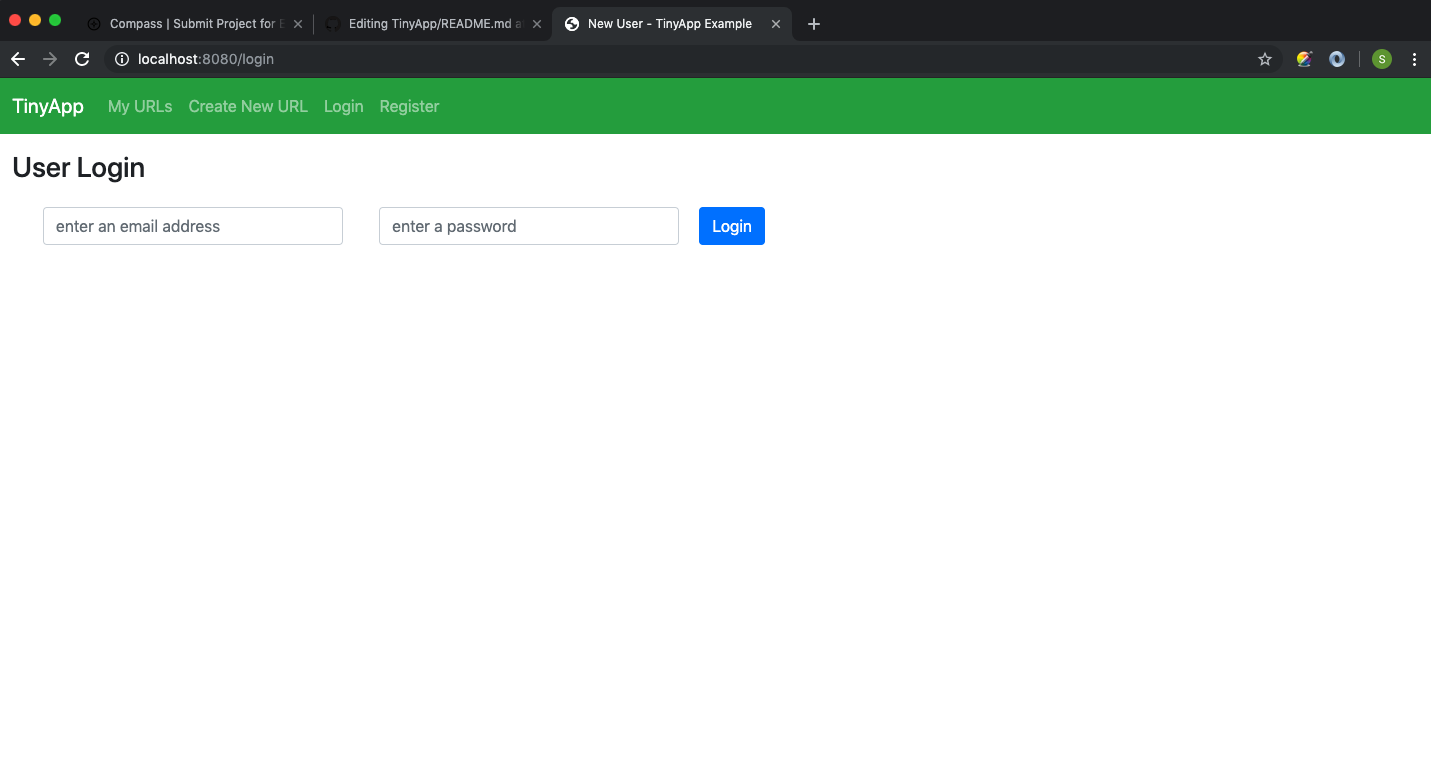 Compass | Submit Project for E
Editing TinyApp/README.md a
New User - TinyApp Example
localhost:8080/login
S
TinyApp My URLs Create New URL Login Register
User Login
enter an email address enter a password Login